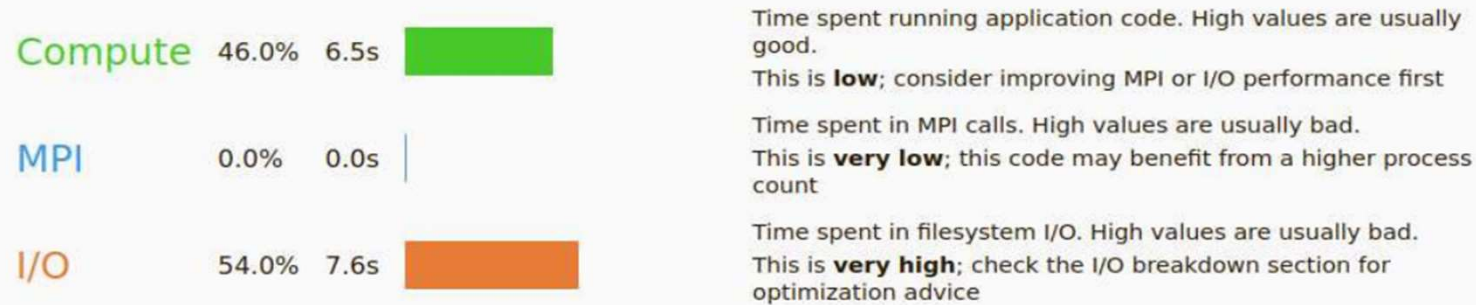 Compute 46.0% 6.5s
Time spent running application code. High values are usually
good.
This is low; consider improving MPI or I/O performance first
MPI 0.0% 0.0s
Time spent in MPI calls. High values are usually bad.
This is very low; this code may benefit from a higher process
count
I/O 54.0% 7.6s
Time spent in filesystem I/O. High values are usually bad.
This is very high; check the I/O breakdown section for
optimization advice